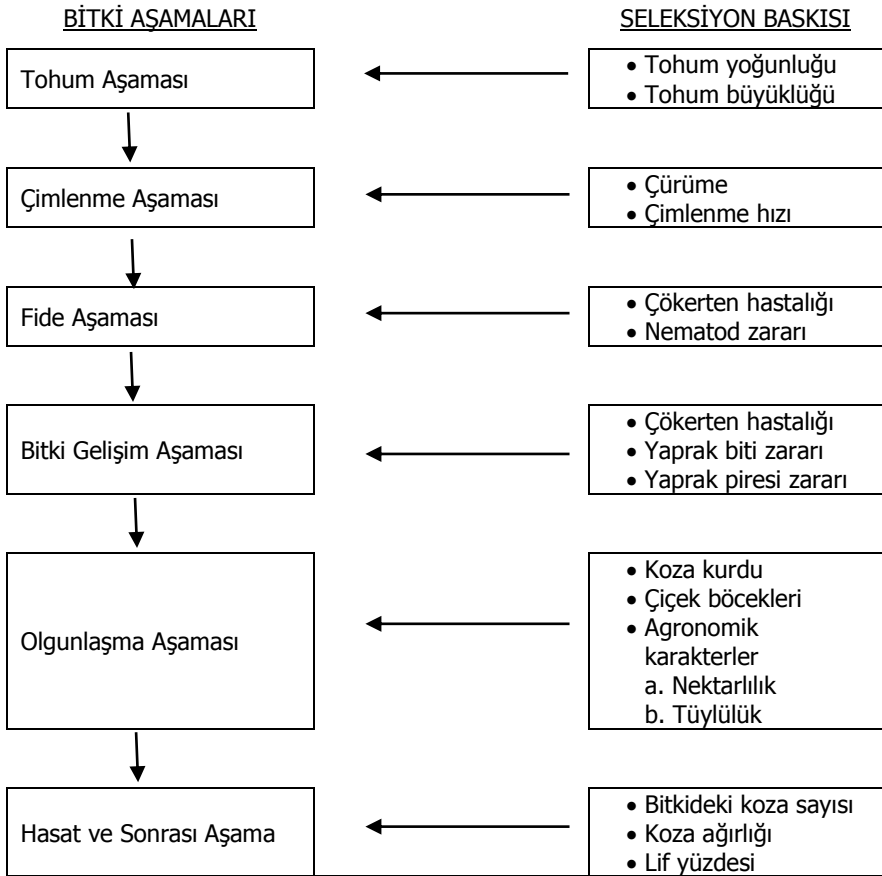 BİTKİ AŞAMALARI
SELEKSİYON BASKISI
Tohum Aşaması
• Tohum yoğunluğu
• Tohum büyüklüğü
Çimlenme Aşaması
• Çürüme
• Çimlenme hızı
Fide Aşaması
• Çökerten hastalığı
• Nematod zararı
Bitki Gelişim Aşaması
• Çökerten hastalığı
• Yaprak biti zararı
• Yaprak piresi zararı
Olgunlaşma Aşaması
• Koza kurdu
• Çiçek böcekleri
• Agronomik
karakterler
a. Nektarlılık
b. Tüylülük
Hasat ve Sonrası Aşama
• Bitkideki koza sayısı
• Koza ağırlığı
• Lif yüzdesi